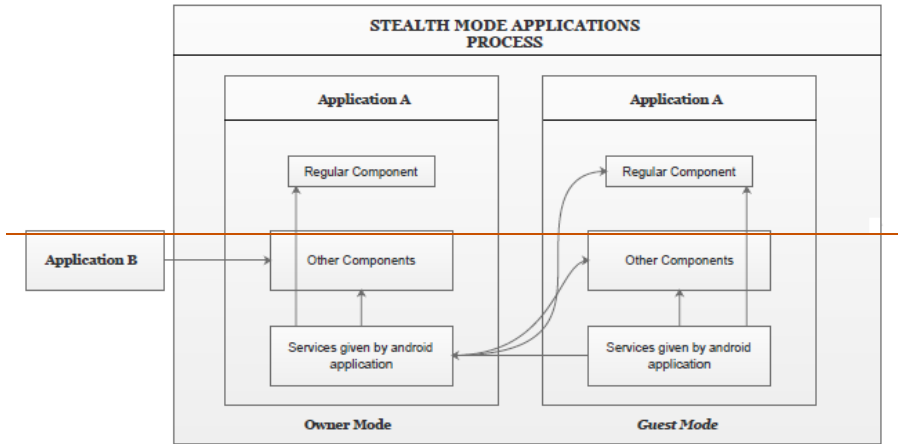 STEALTH MODE APPLICATIONS
PROCESS
Application A
Application A
Regular Component
Regular Component
Application B
Other Components
Other Components
Services given by android
application
Services given by android
application
Owner Mode
Guest Mode